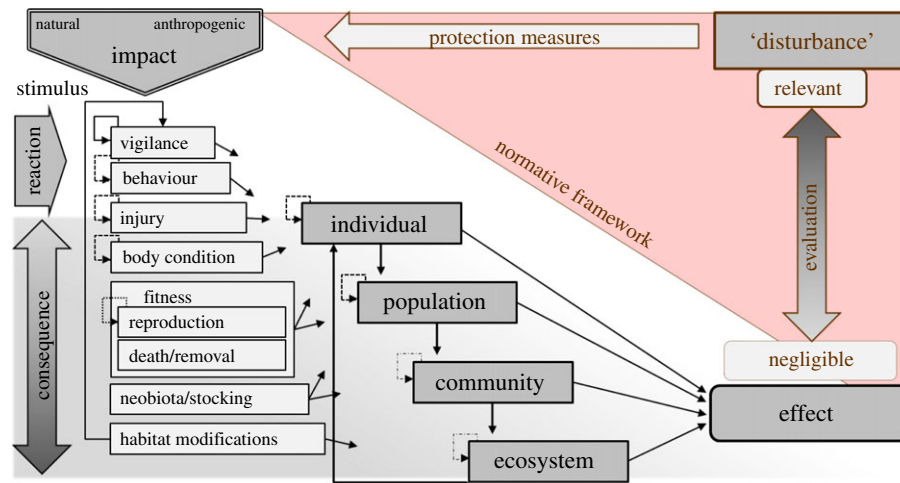 natural anthropogenic
impact
protection measures
‘disturbance’
relevant
stimulus
reaction
vigilance
behaviour
injury
body condition
fitness
reproduction
death/removal
neobiota/stocking
habitat modifications
consequence
individual
population
community
ecosystem
normative framework
evaluation
negligible
effect